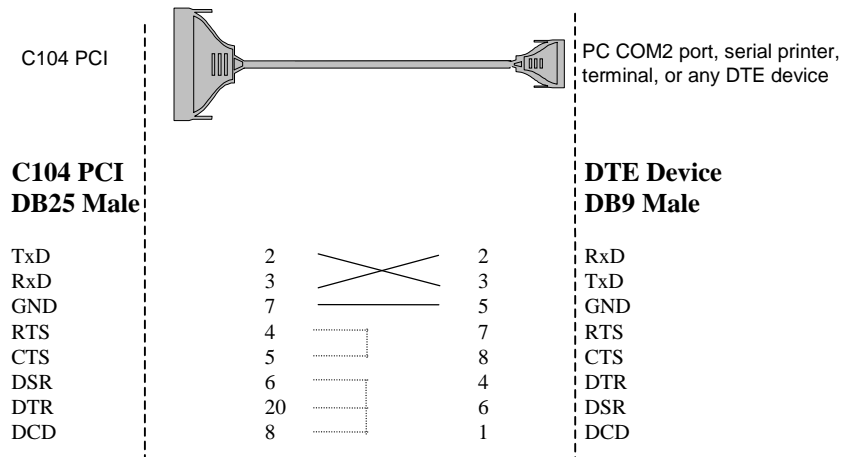 C104 PCI
PC COM2 port, serial printer,
terminal, or any DTE device
C104 PCI
DB25 Male
DTE Device
DB9 Male
TxD 2 2 RxD
RxD 3 3 TxD
GND 7 5 GND
RTS 4 7 RTS
CTS 5 8 CTS
DSR 6 4 DTR
DTR 20 6 DSR
DCD 8 1 DCD